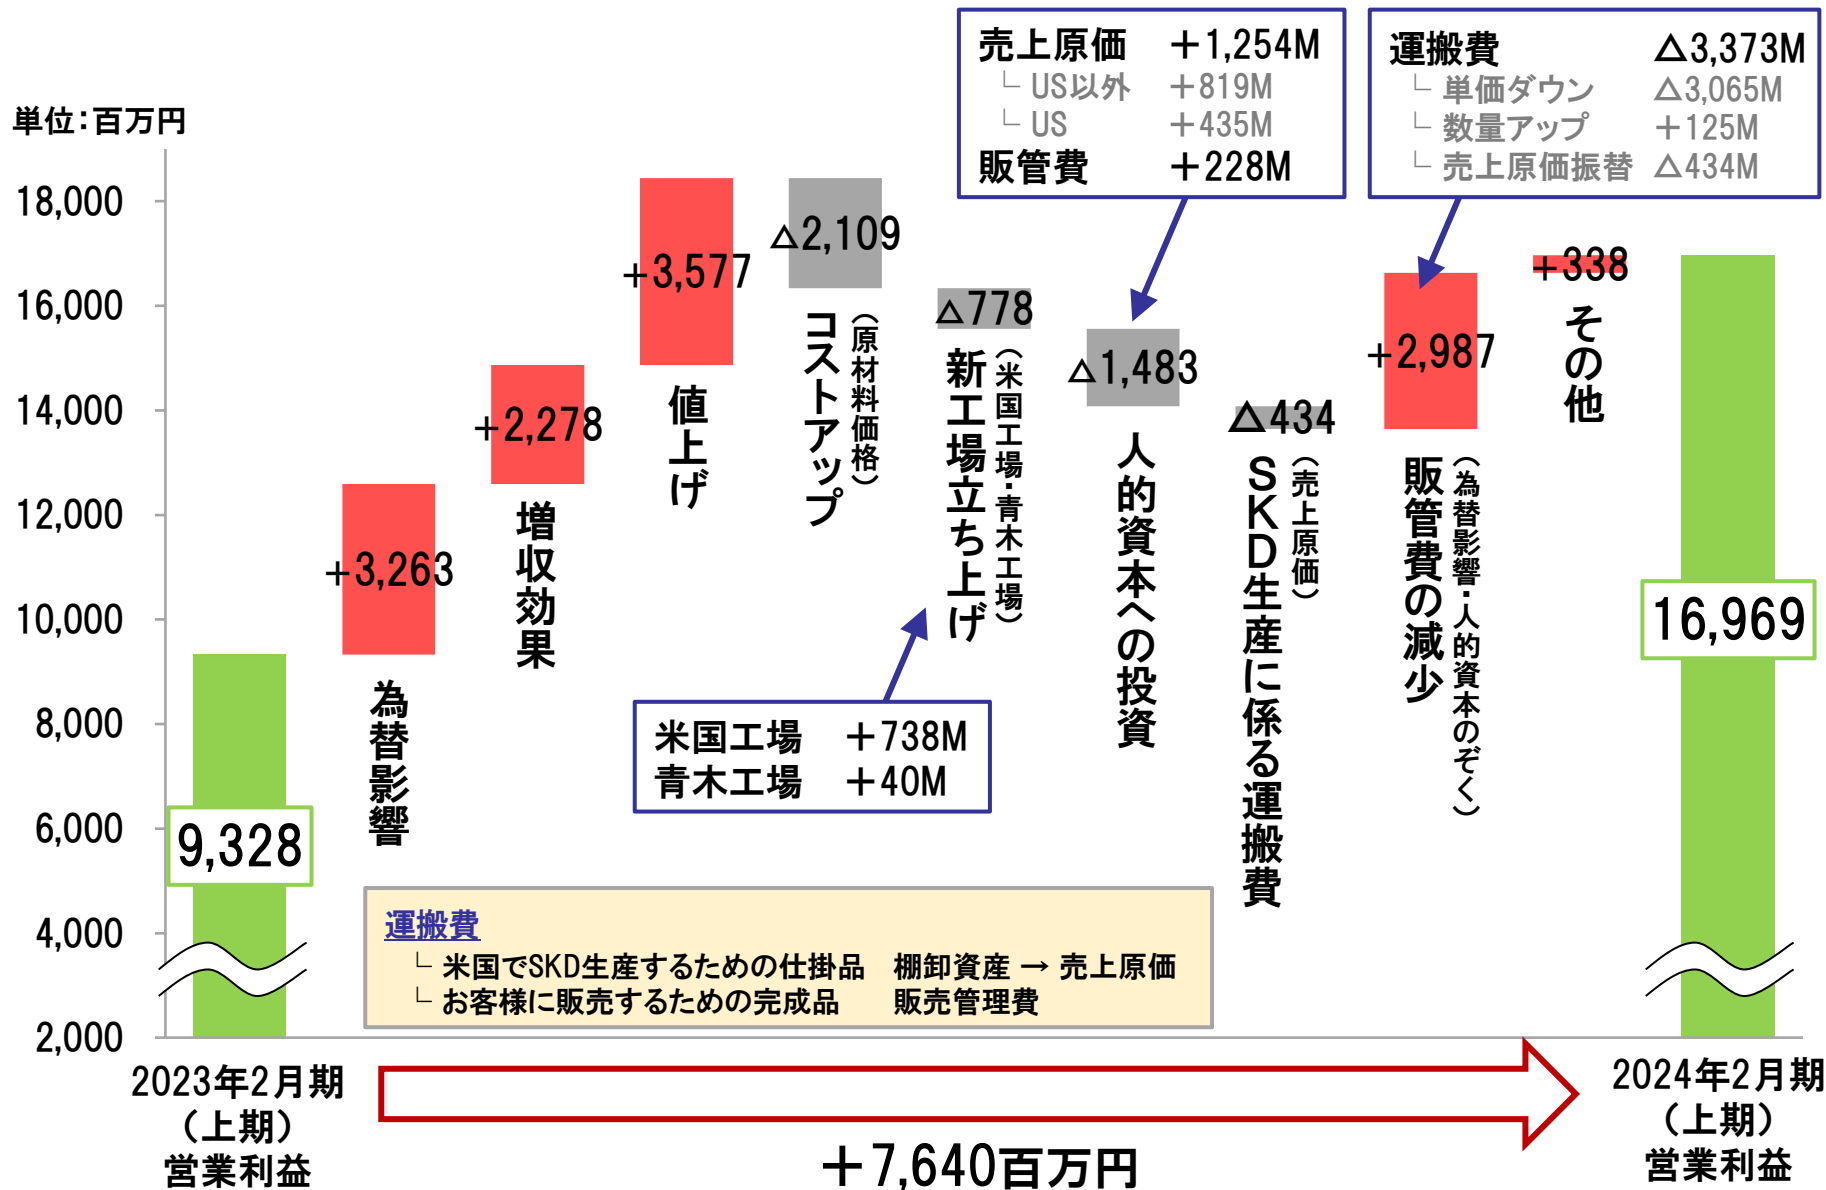 売上原価 ＋1,254M
└ US以外 ＋819M
└ US ＋435M
販管費 ＋228M
運搬費 △3,373M
└ 単価ダウン △3,065M
└ 数量アップ ＋125M
└ 売上原価振替 △434M
単位：百万円
18,000
16,000
14,000
12,000
10,000
8,000
6,000
4,000
2,000
9,328
+3,263
為替影響
+2,278
増収効果
+3,577
値上げ
△2,109
コストアップ
（原材料価格）
△778
新工場立ち上げ
（米国工場・青木工場）
△1,483
人的資本への投資
△434
SKD生産に係る運搬費
（売上原価）
+2,987
販管費の減少
（為替影響・人的資本のぞく）
+338
その他
16,969
米国工場 ＋738M
青木工場 ＋40M
運搬費
└ 米国でSKD生産するための仕掛品 棚卸資産 → 売上原価
└ お客様に販売するための完成品 販売管理費
2023年2月期
（上期）
営業利益
＋7,640百万円
2024年2月期
（上期）
営業利益